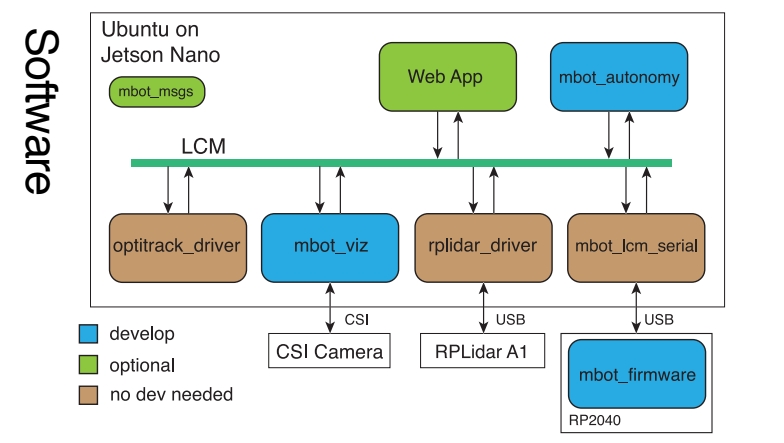 Software
Ubuntu on
Jetson Nano
mbot_msgs
Web App
mbot_autonomy
LCM
optitrack_driver
mbot_viz
rplidar_driver
mbot_lcm_serial
CSI
USB
USB
CSI Camera
RPLidar A1
mbot_firmware
RP2040
develop
optional
no dev needed